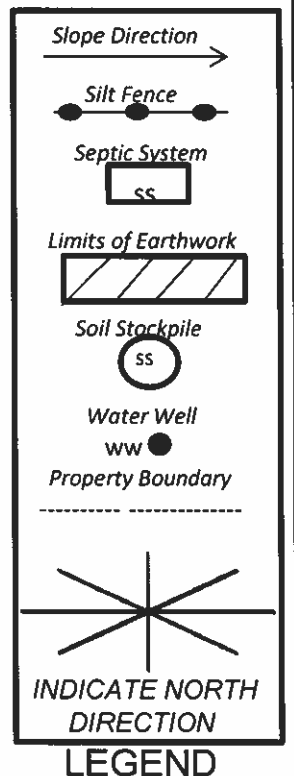 Slope Direction
Silt Fence
Septic System
SS
Limits of Earthwork
Soil Stockpile
SS
Water Well
WW
Property Boundary
INDICATE NORTH
DIRECTION
LEGEND